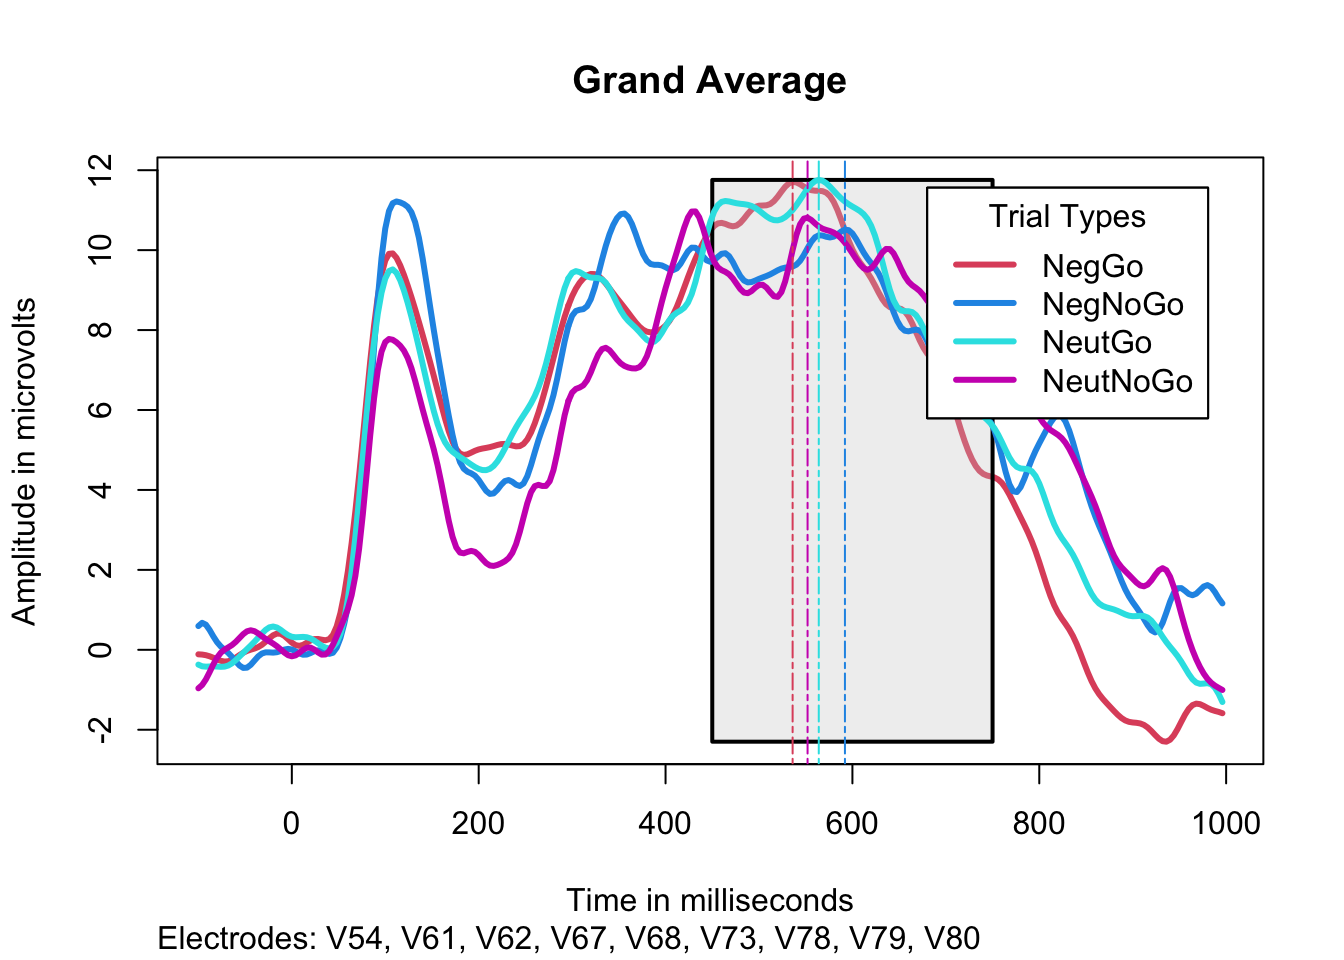 Grand Average
Amplitude in microvolts
12
10
8
6
4
2
0
-2
Trial Types
NegGo
NegNoGo
NeutGo
NeutNoGo
0 200 400 600 800 1000
Time in milliseconds
Electrodes: V54, V61, V62, V67, V68, V73, V78, V79, V80